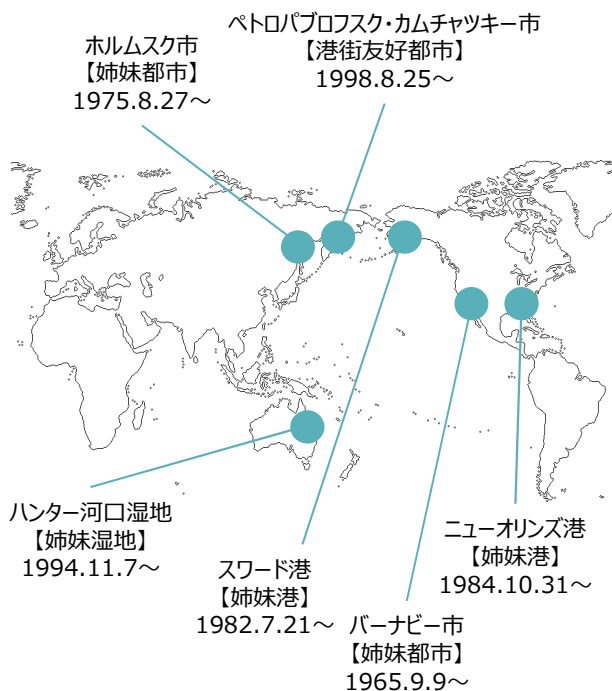 ペトロパブロフスク・カムチャツキー市
【港街友好都市】
1998.8.25～
ホルムスク市
【姉妹都市】
1975.8.27～
ハンター河口湿地
【姉妹湿地】
1994.11.7～
スワード港
【姉妹港】
1982.7.21～
バーナビー市
【姉妹都市】
1965.9.9～
ニューオリンズ港
【姉妹港】
1984.10.31～